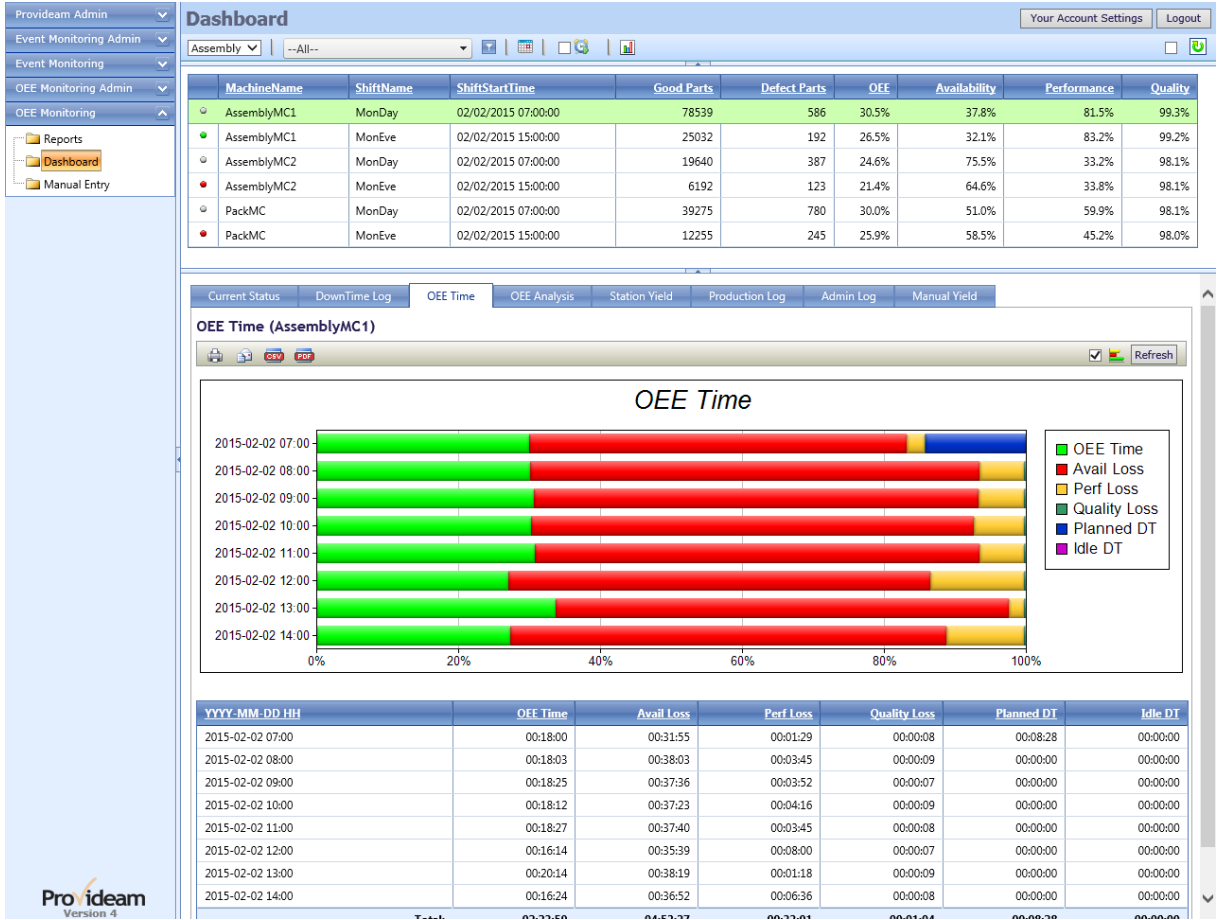 Provideam Admin
Event Monitoring Admin
Event Monitoring
OEE Monitoring Admin
OEE Monitoring
Reports
Dashboard
Manual Entry
Dashboard
Your Account Settings Logout
Assembly --All--
MachineName ShiftName ShiftStartTime Good Parts Defect Parts OEE Availability Performance Quality
AssemblyMC1 MonDay 02/02/2015 07:00:00 78539 586 30.5% 37.8% 81.5% 99.3%
AssemblyMC1 MonEve 02/02/2015 15:00:00 25032 192 26.5% 32.1% 83.2% 99.2%
AssemblyMC2 MonDay 02/02/2015 07:00:00 19640 387 24.6% 75.5% 33.2% 98.1%
AssemblyMC2 MonEve 02/02/2015 15:00:00 6192 123 21.4% 64.6% 33.8% 98.1%
PackMC MonDay 02/02/2015 07:00:00 39275 780 30.0% 51.0% 59.9% 98.1%
PackMC MonEve 02/02/2015 15:00:00 12255 245 25.9% 58.5% 45.2% 98.0%
Current Status DownTime Log OEE Time OEE Analysis Station Yield Production Log Admin Log Manual Yield
OEE Time (AssemblyMC1)
CSV PDF Refresh
OEE Time
2015-02-02 07:00
2015-02-02 08:00
2015-02-02 09:00
2015-02-02 10:00
2015-02-02 11:00
2015-02-02 12:00
2015-02-02 13:00
2015-02-02 14:00
0% 20% 40% 60% 80% 100%
OEE Time
Avail Loss
Perf Loss
Quality Loss
Planned DT
Idle DT
YYYY-MM-DD HH OEE Time Avail Loss Perf Loss Quality Loss Planned DT Idle DT
2015-02-02 07:00 00:18:00 00:31:55 00:01:29 00:00:08 00:08:28 00:00:00
2015-02-02 08:00 00:18:03 00:38:03 00:03:45 00:00:09 00:00:00 00:00:00
2015-02-02 09:00 00:18:25 00:37:36 00:03:52 00:00:07 00:00:00 00:00:00
2015-02-02 10:00 00:18:12 00:37:23 00:04:16 00:00:09 00:00:00 00:00:00
2015-02-02 11:00 00:18:27 00:37:40 00:03:45 00:00:08 00:00:00 00:00:00
2015-02-02 12:00 00:16:14 00:35:39 00:08:00 00:00:07 00:00:00 00:00:00
2015-02-02 13:00 00:20:14 00:38:19 00:01:18 00:00:09 00:00:00 00:00:00
2015-02-02 14:00 00:16:24 00:36:52 00:06:36 00:00:08 00:00:00 00:00:00
Provideam
Version 4